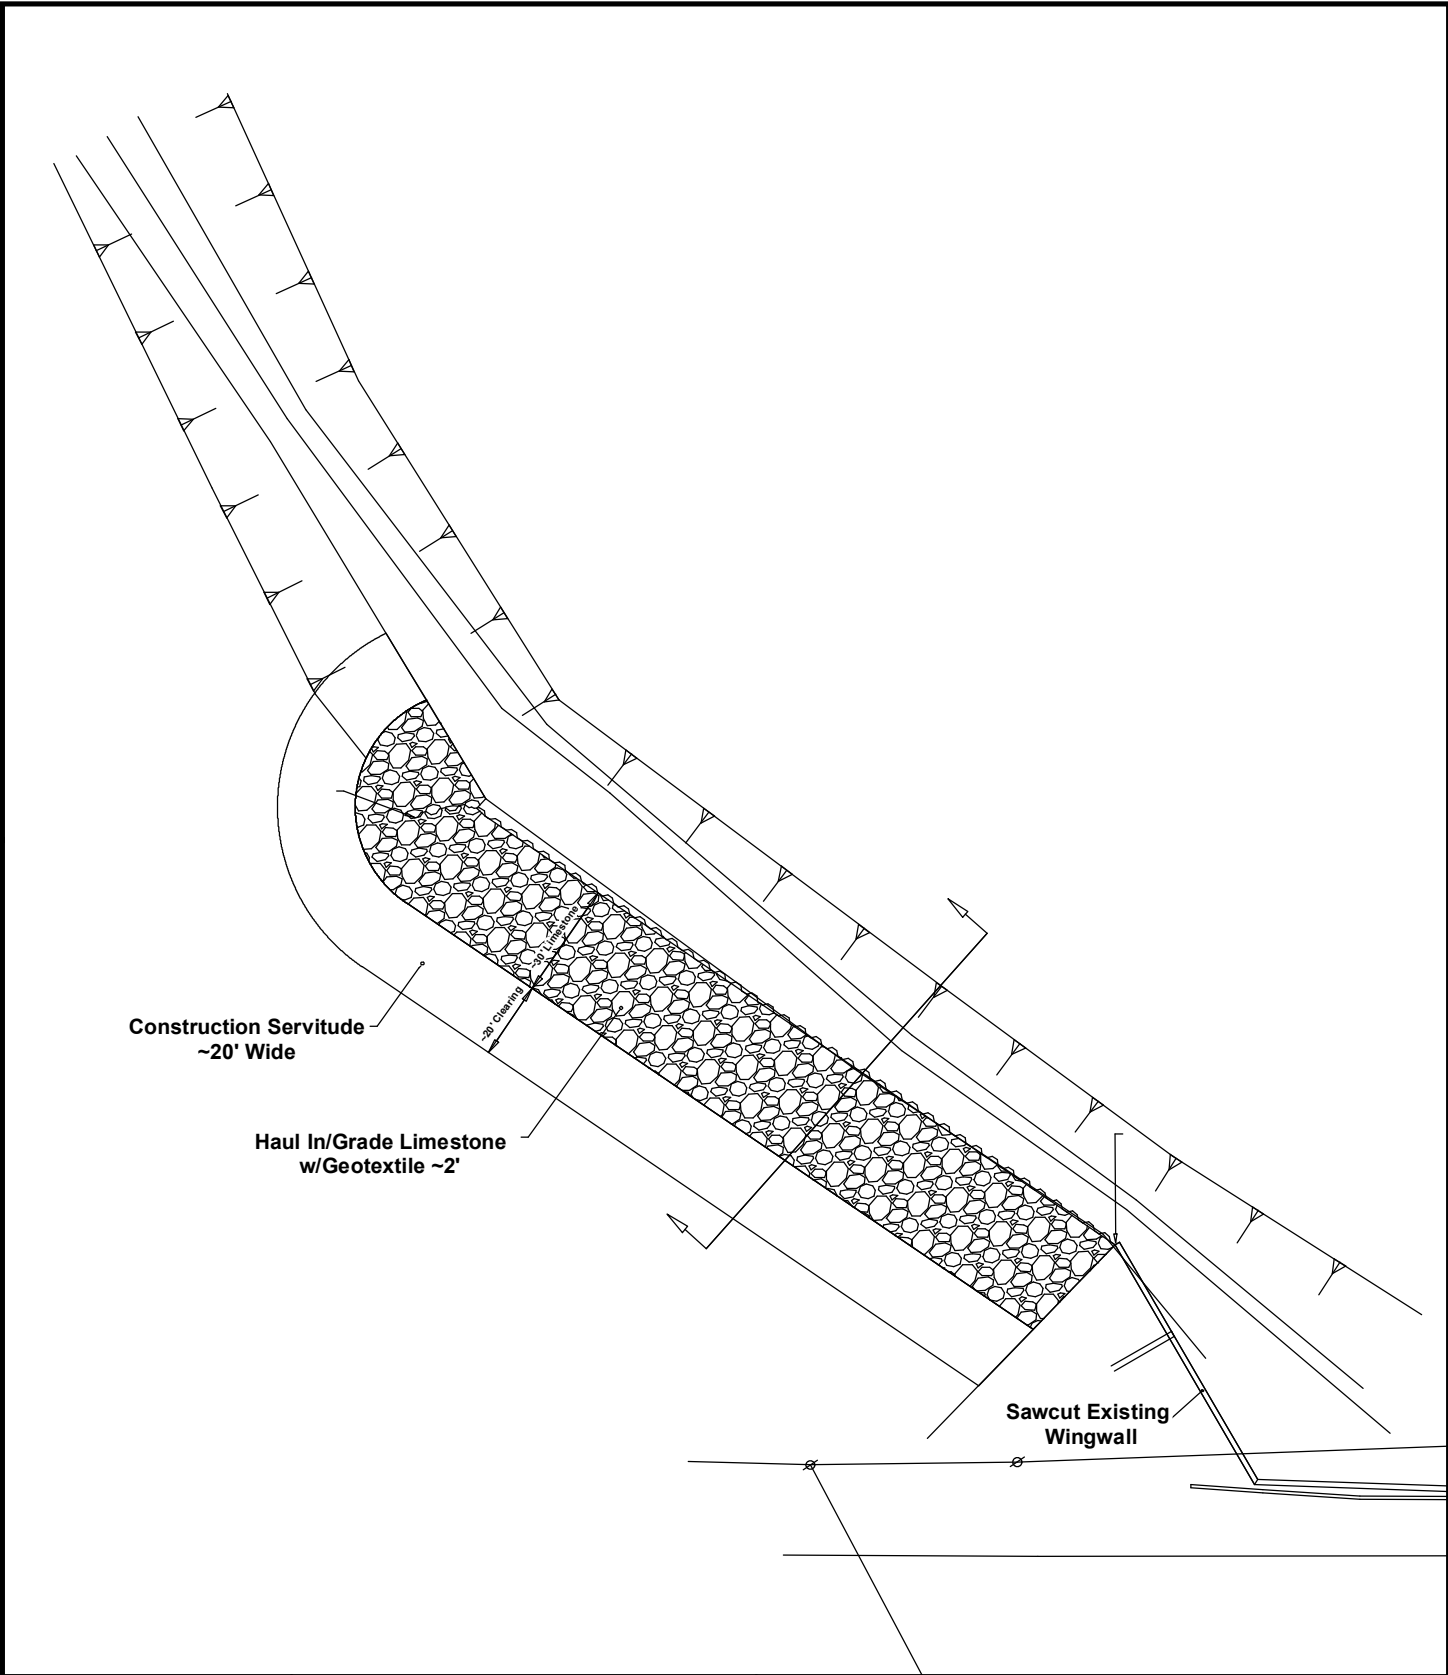 ~30' Limestone
~20' Clearing
Construction Servitude
~20' Wide
Haul In/Grade Limestone
w/Geotextile ~2'
Sawcut Existing
Wingwall